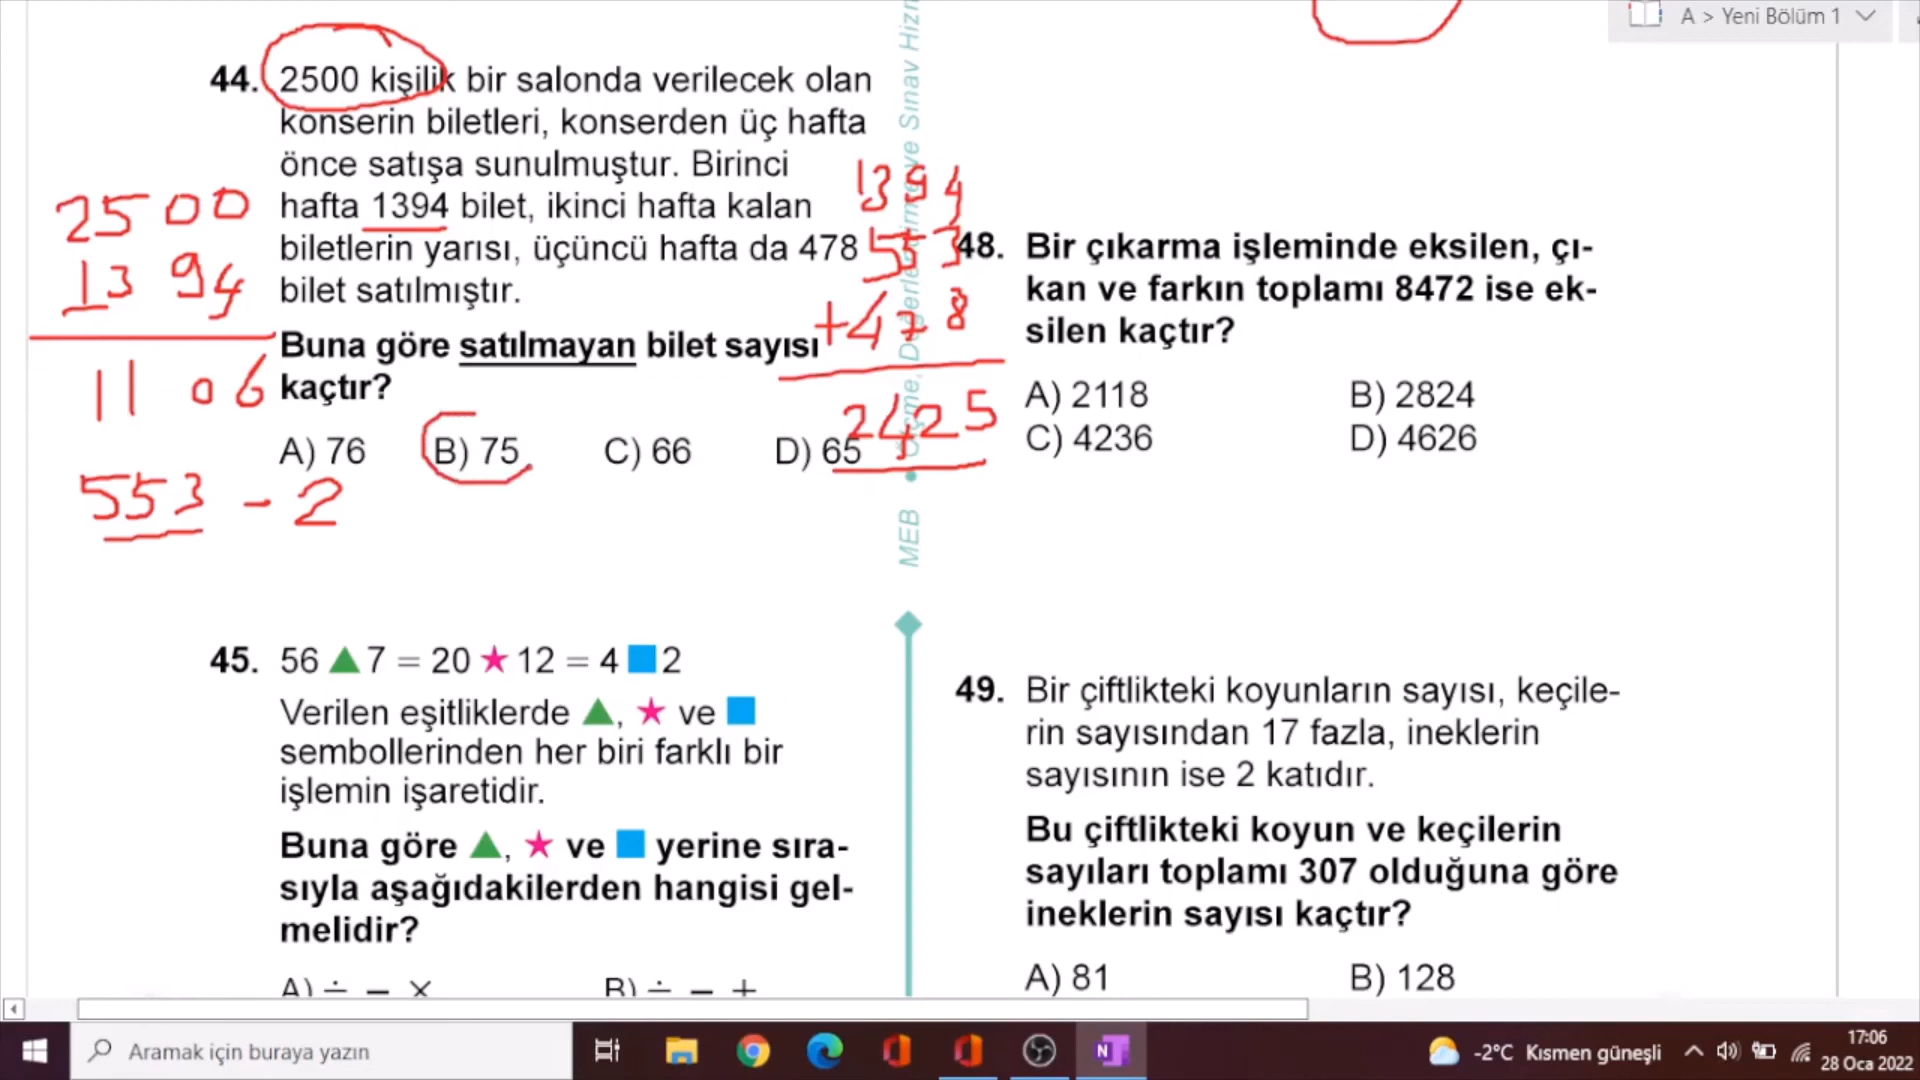 A > Yeni Bölüm 1
44. 2500 kişilik bir salonda verilecek olan
konserin biletleri, konserden üç hafta
önce satışa sunulmuştur. Birinci
hafta 1394 bilet, ikinci hafta kalan
biletlerin yarısı, üçüncü hafta da 478
bilet satılmıştır.
Buna göre satılmayan bilet sayısı
kaçtır?
A) 76 B) 75 C) 66 D) 65
2500
1394
1106
553 - 2
1394
553
+478
2425
45. 56 ▲ 7 = 20 ★ 12 = 4 ■ 2
Verilen eşitliklerde ▲, ★ ve ■
sembollerinden her biri farklı bir
işlemin işaretidir.
Buna göre ▲, ★ ve ■ yerine sıra-
sıyla aşağıdakilerden hangisi gel-
melidir?
A) ÷ − × B) ÷ − +
MEB ● Ölçme, Değerlendirme ve Sınav Hizm
48. Bir çıkarma işleminde eksilen, çı-
kan ve farkın toplamı 8472 ise ek-
silen kaçtır?
A) 2118 B) 2824
C) 4236 D) 4626
49. Bir çiftlikteki koyunların sayısı, keçile-
rin sayısından 17 fazla, ineklerin
sayısının ise 2 katıdır.
Bu çiftlikteki koyun ve keçilerin
sayıları toplamı 307 olduğuna göre
ineklerin sayısı kaçtır?
A) 81 B) 128
Aramak için buraya yazın
N
-2°C Kısmen güneşli
17:06
28 Oca 2022